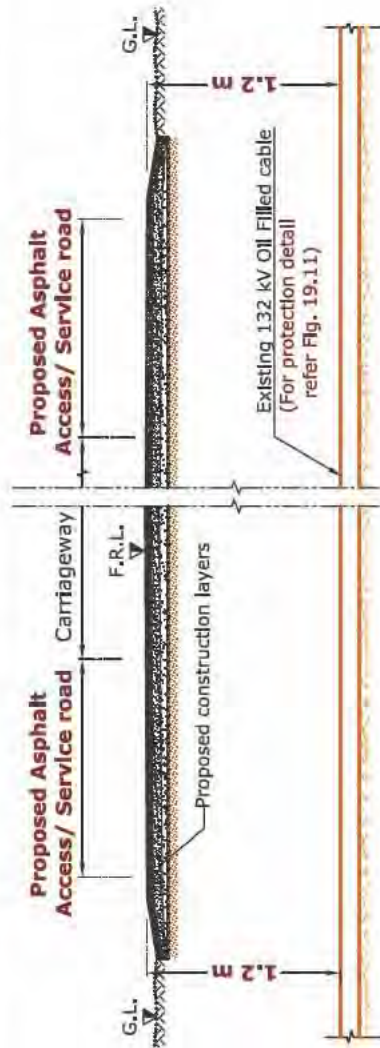 Proposed Asphalt
Access/ Service road
Carriageway
Proposed Asphalt
Access/ Service road
G.L.
F.R.L.
G.L.
Proposed construction layers
1.2 m
1.2 m
Existing 132 kV Oil Filled cable
(For protection detail
refer Fig. 19.11)